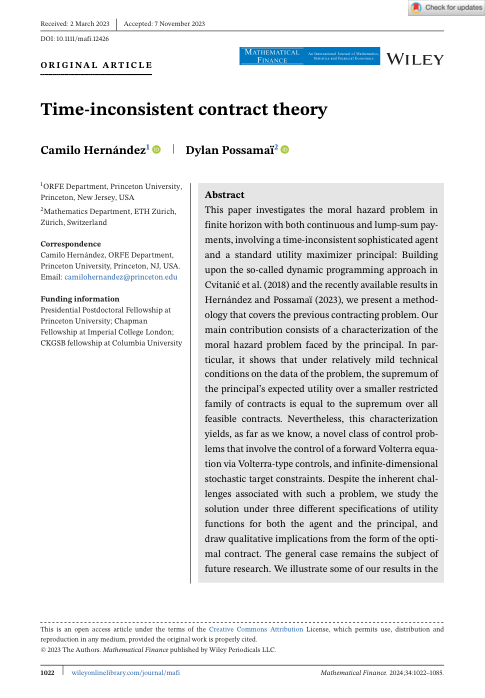 Check for updates
Received: 2 March 2023 | Accepted: 7 November 2023
DOI: 10.1111/mafi.12426
ORIGINAL ARTICLE
MATHEMATICAL FINANCE
An International Journal of Mathematics, Statistics and Financial Economics
WILEY
Time-inconsistent contract theory
Camilo Hernández1 | Dylan Possamaï2
1ORFE Department, Princeton University,
Princeton, New Jersey, USA
2Mathematics Department, ETH Zürich,
Zürich, Switzerland
Correspondence
Camilo Hernández, ORFE Department,
Princeton University, Princeton, NJ, USA.
Email: camilohernandez@princeton.edu
Funding information
Presidential Postdoctoral Fellowship at
Princeton University; Chapman
Fellowship at Imperial College London;
CKGSB fellowship at Columbia University
Abstract
This paper investigates the moral hazard problem in
finite horizon with both continuous and lump-sum pay-
ments, involving a time-inconsistent sophisticated agent
and a standard utility maximizer principal: Building
upon the so-called dynamic programming approach in
Cvitanić et al. (2018) and the recently available results in
Hernández and Possamaï (2023), we present a method-
ology that covers the previous contracting problem. Our
main contribution consists of a characterization of the
moral hazard problem faced by the principal. In par-
ticular, it shows that under relatively mild technical
conditions on the data of the problem, the supremum of
the principal's expected utility over a smaller restricted
family of contracts is equal to the supremum over all
feasible contracts. Nevertheless, this characterization
yields, as far as we know, a novel class of control prob-
lems that involve the control of a forward Volterra equa-
tion via Volterra-type controls, and infinite-dimensional
stochastic target constraints. Despite the inherent chal-
lenges associated with such a problem, we study the
solution under three different specifications of utility
functions for both the agent and the principal, and
draw qualitative implications from the form of the opti-
mal contract. The general case remains the subject of
future research. We illustrate some of our results in the
This is an open access article under the terms of the Creative Commons Attribution License, which permits use, distribution and
reproduction in any medium, provided the original work is properly cited.
© 2023 The Authors. Mathematical Finance published by Wiley Periodicals LLC.
1022 | wileyonlinelibrary.com/journal/mafi
Mathematical Finance. 2024;34:1022–1085.